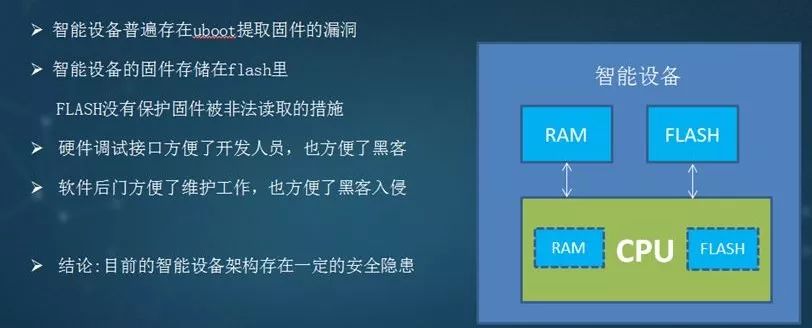 智能设备普遍存在uboot提取固件的漏洞
智能设备的固件存储在flash里
FLASH没有保护固件被非法读取的措施
硬件调试接口方便了开发人员，也方便了黑客
软件后门方便了维护工作，也方便了黑客入侵
结论:目前的智能设备架构存在一定的安全隐患
智能设备
RAM
FLASH
RAM
CPU
FLASH